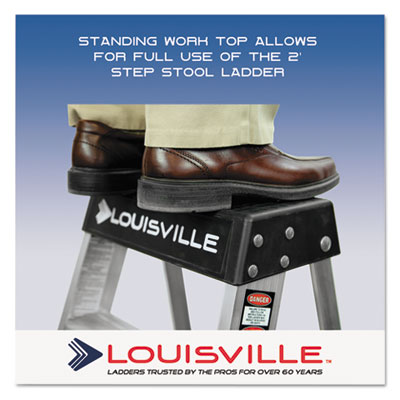 STANDING WORK TOP ALLOWS
FOR FULL USE OF THE 2'
STEP STOOL LADDER
LOUISVILLE
DANGER
LOUISVILLE™
LADDERS TRUSTED BY THE PROS FOR OVER 60 YEARS